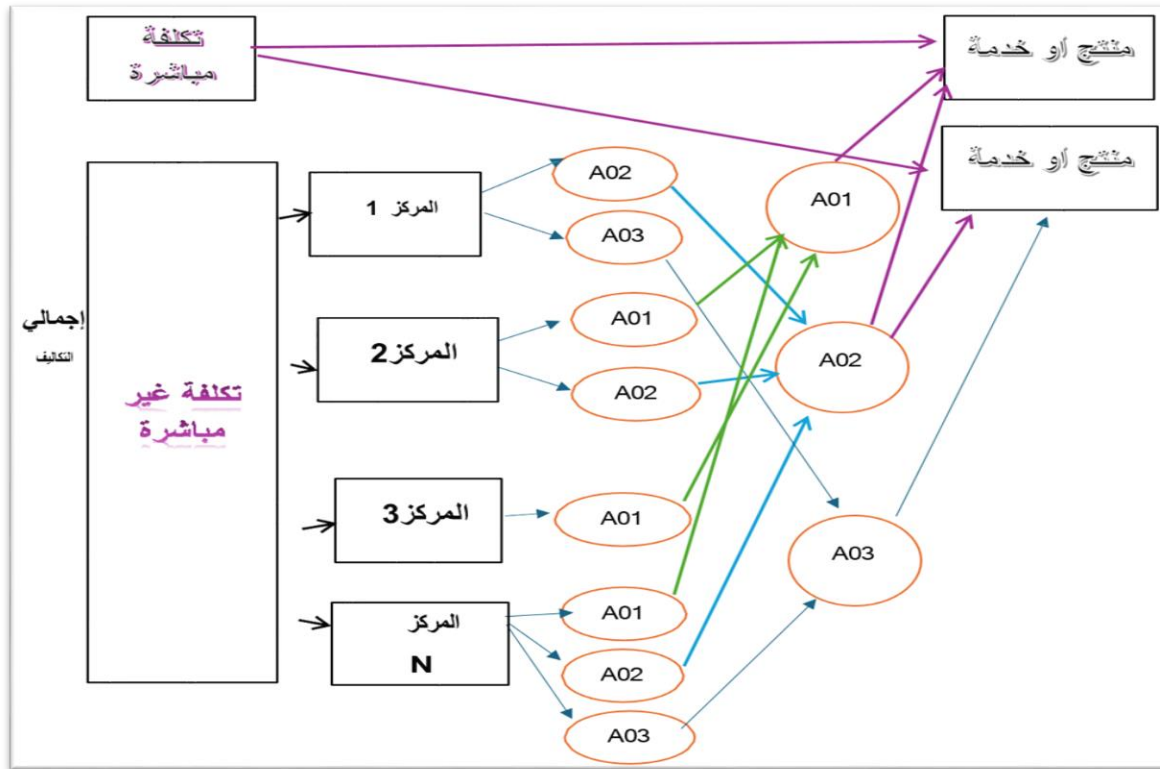 تكلفة
مباشرة
منتج او خدمة
منتج او خدمة
إجمالي
التكاليف
تكلفة غير
مباشرة
المركز 1
A02
A03
المركز2
A01
A02
المركز3
A01
المركز
N
A01
A02
A03
A01
A02
A03